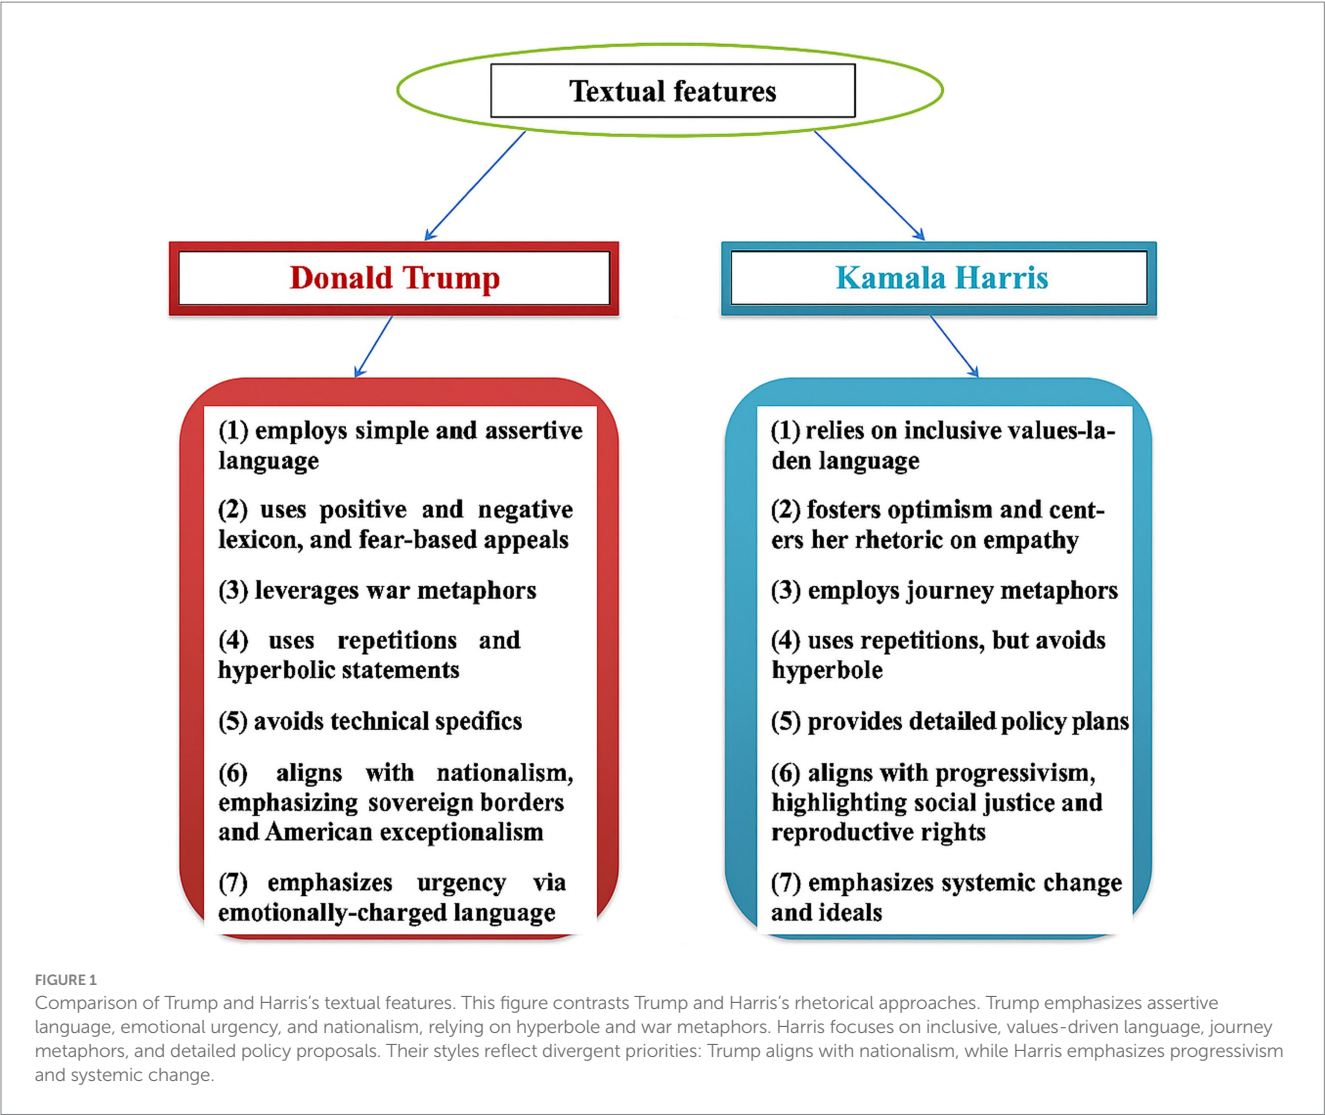 Textual features
Donald Trump
Kamala Harris
(1) employs simple and assertive
language
(2) uses positive and negative
lexicon, and fear-based appeals
(3) leverages war metaphors
(4) uses repetitions and
hyperbolic statements
(5) avoids technical specifics
(6) aligns with nationalism,
emphasizing sovereign borders
and American exceptionalism
(7) emphasizes urgency via
emotionally-charged language
(1) relies on inclusive values-la-
den language
(2) fosters optimism and cent-
ers her rhetoric on empathy
(3) employs journey metaphors
(4) uses repetitions, but avoids
hyperbole
(5) provides detailed policy plans
(6) aligns with progressivism,
highlighting social justice and
reproductive rights
(7) emphasizes systemic change
and ideals
FIGURE 1
Comparison of Trump and Harris's textual features. This figure contrasts Trump and Harris's rhetorical approaches. Trump emphasizes assertive
language, emotional urgency, and nationalism, relying on hyperbole and war metaphors. Harris focuses on inclusive, values-driven language, journey
metaphors, and detailed policy proposals. Their styles reflect divergent priorities: Trump aligns with nationalism, while Harris emphasizes progressivism
and systemic change.